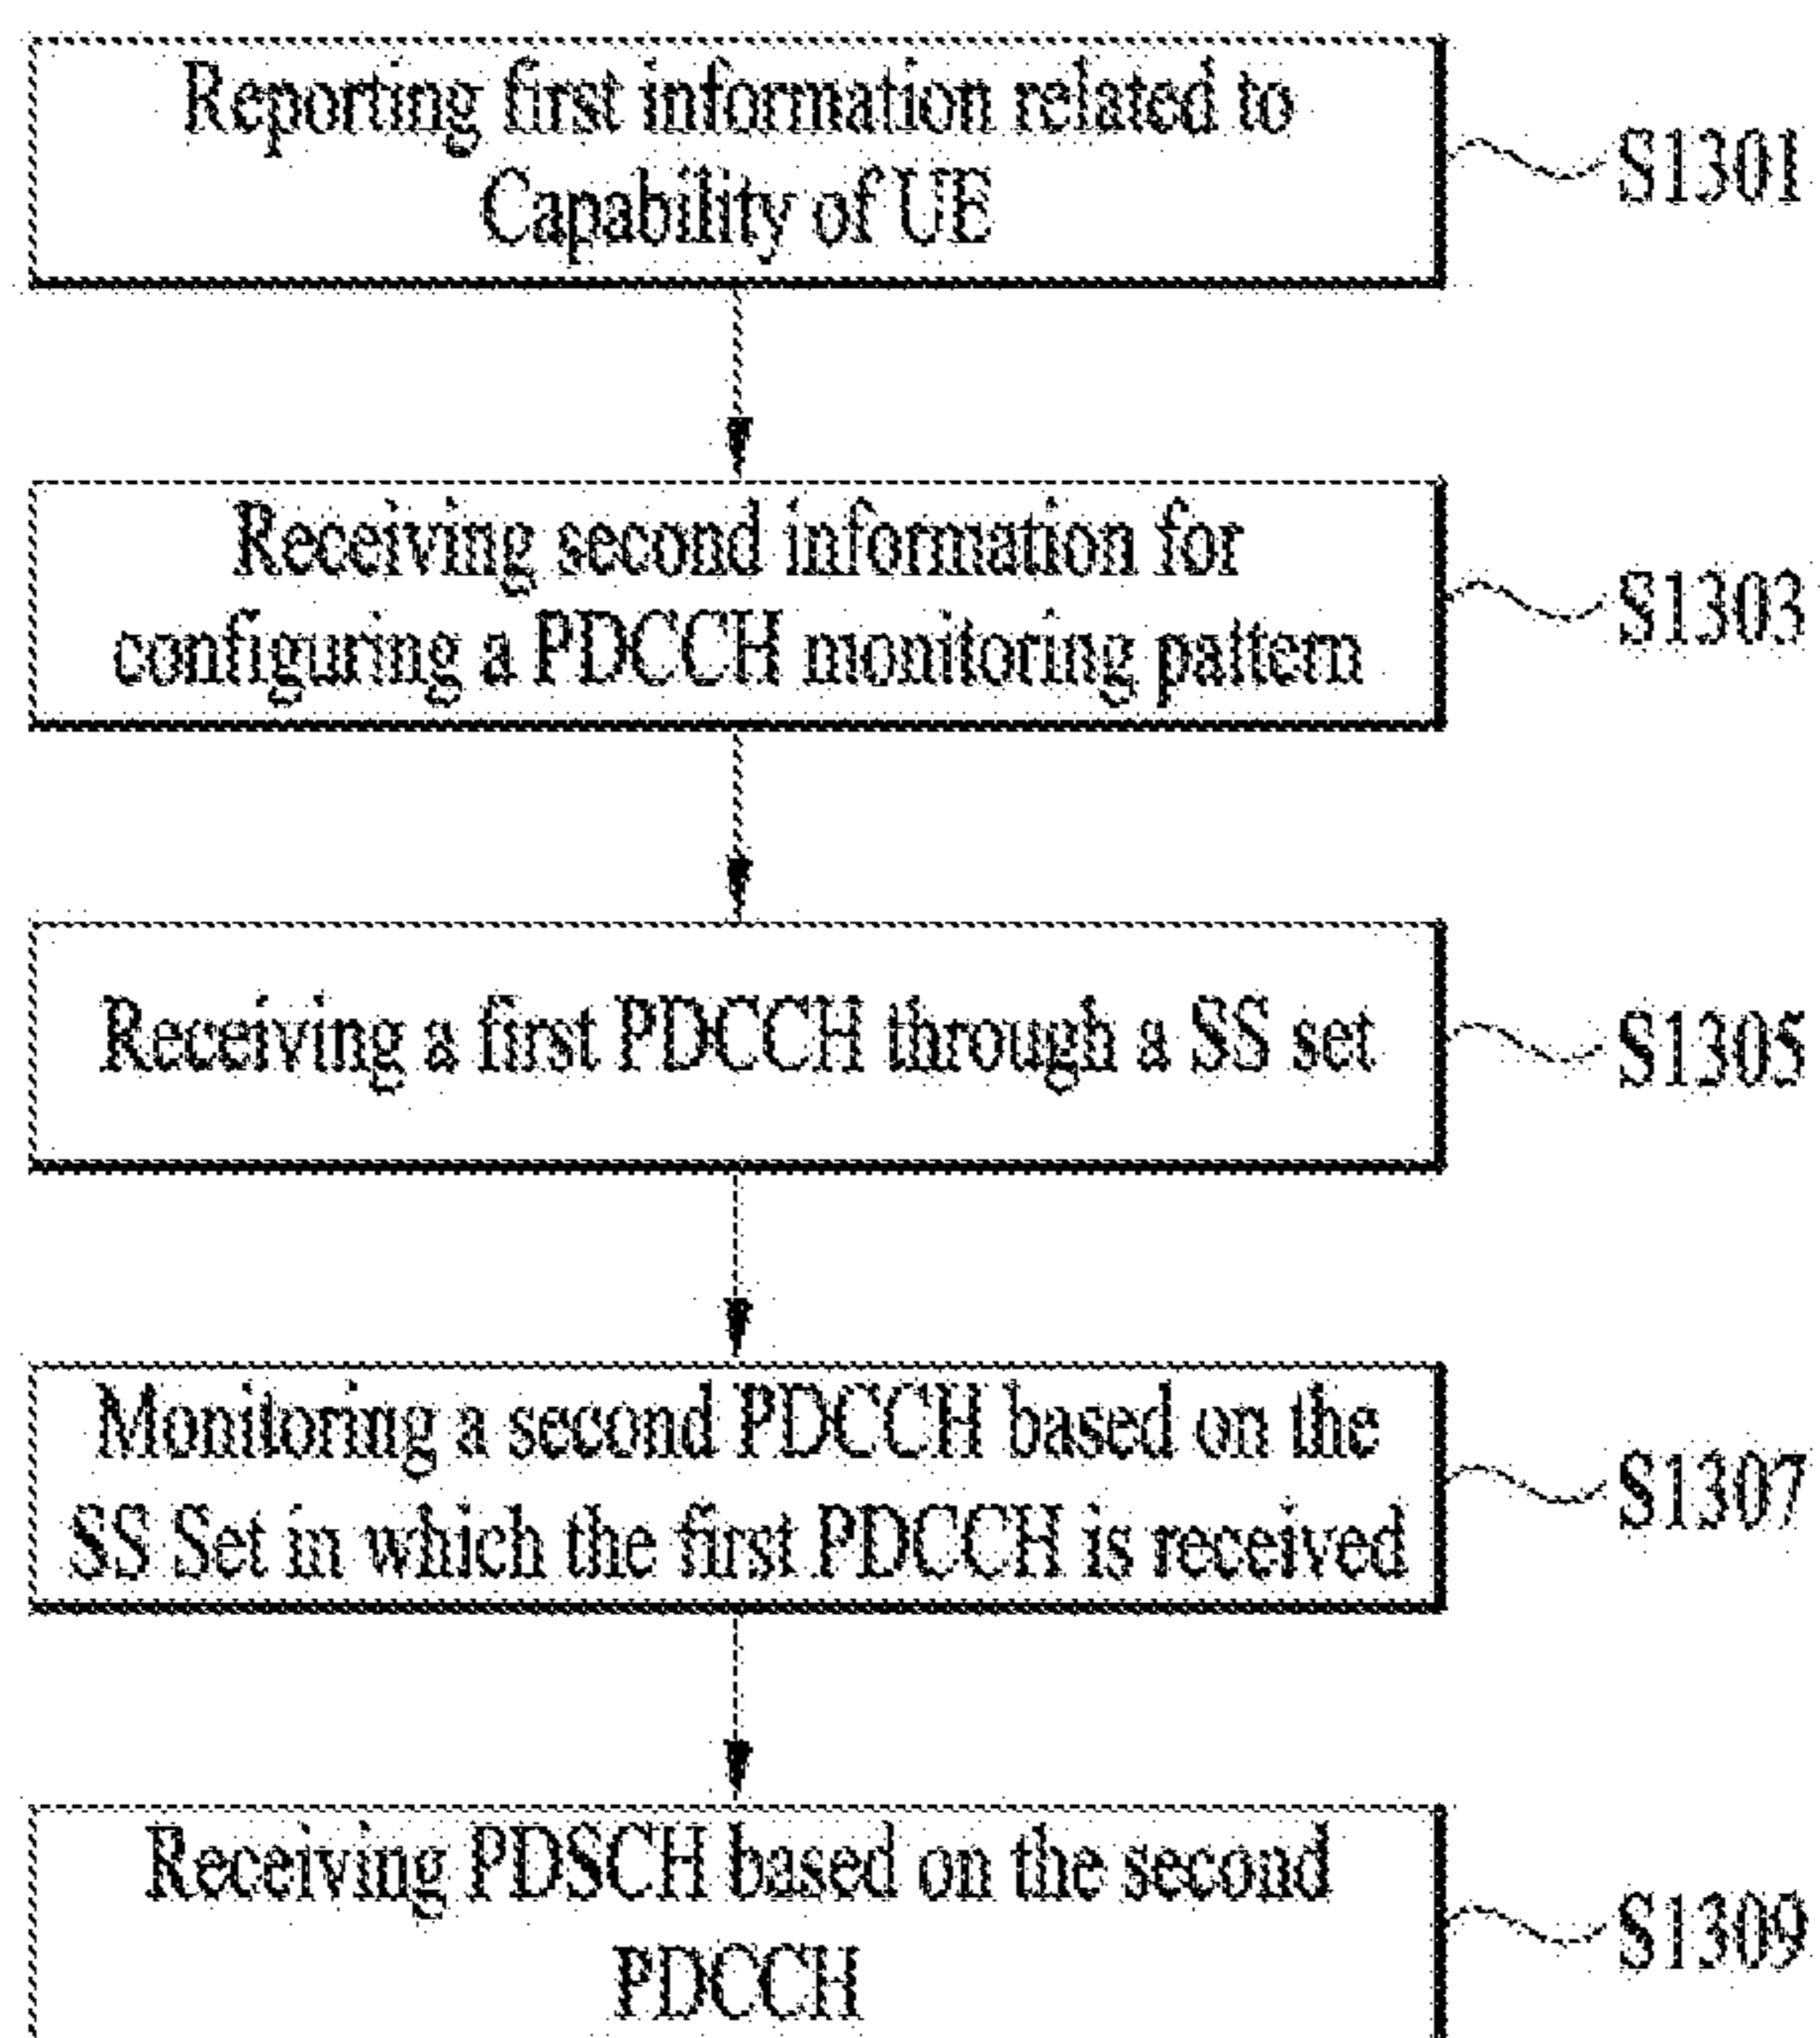 Reporting first information related to
Capability of UE
S1301
Receiving second information for
configuring a PDCCH monitoring pattern
S1303
Receiving a first PDCCH through a SS set
S1305
Monitoring a second PDCCH based on the
SS Set in which the first PDCCH is received
S1307
Receiving PDSCH based on the second
PDCCH
S1309